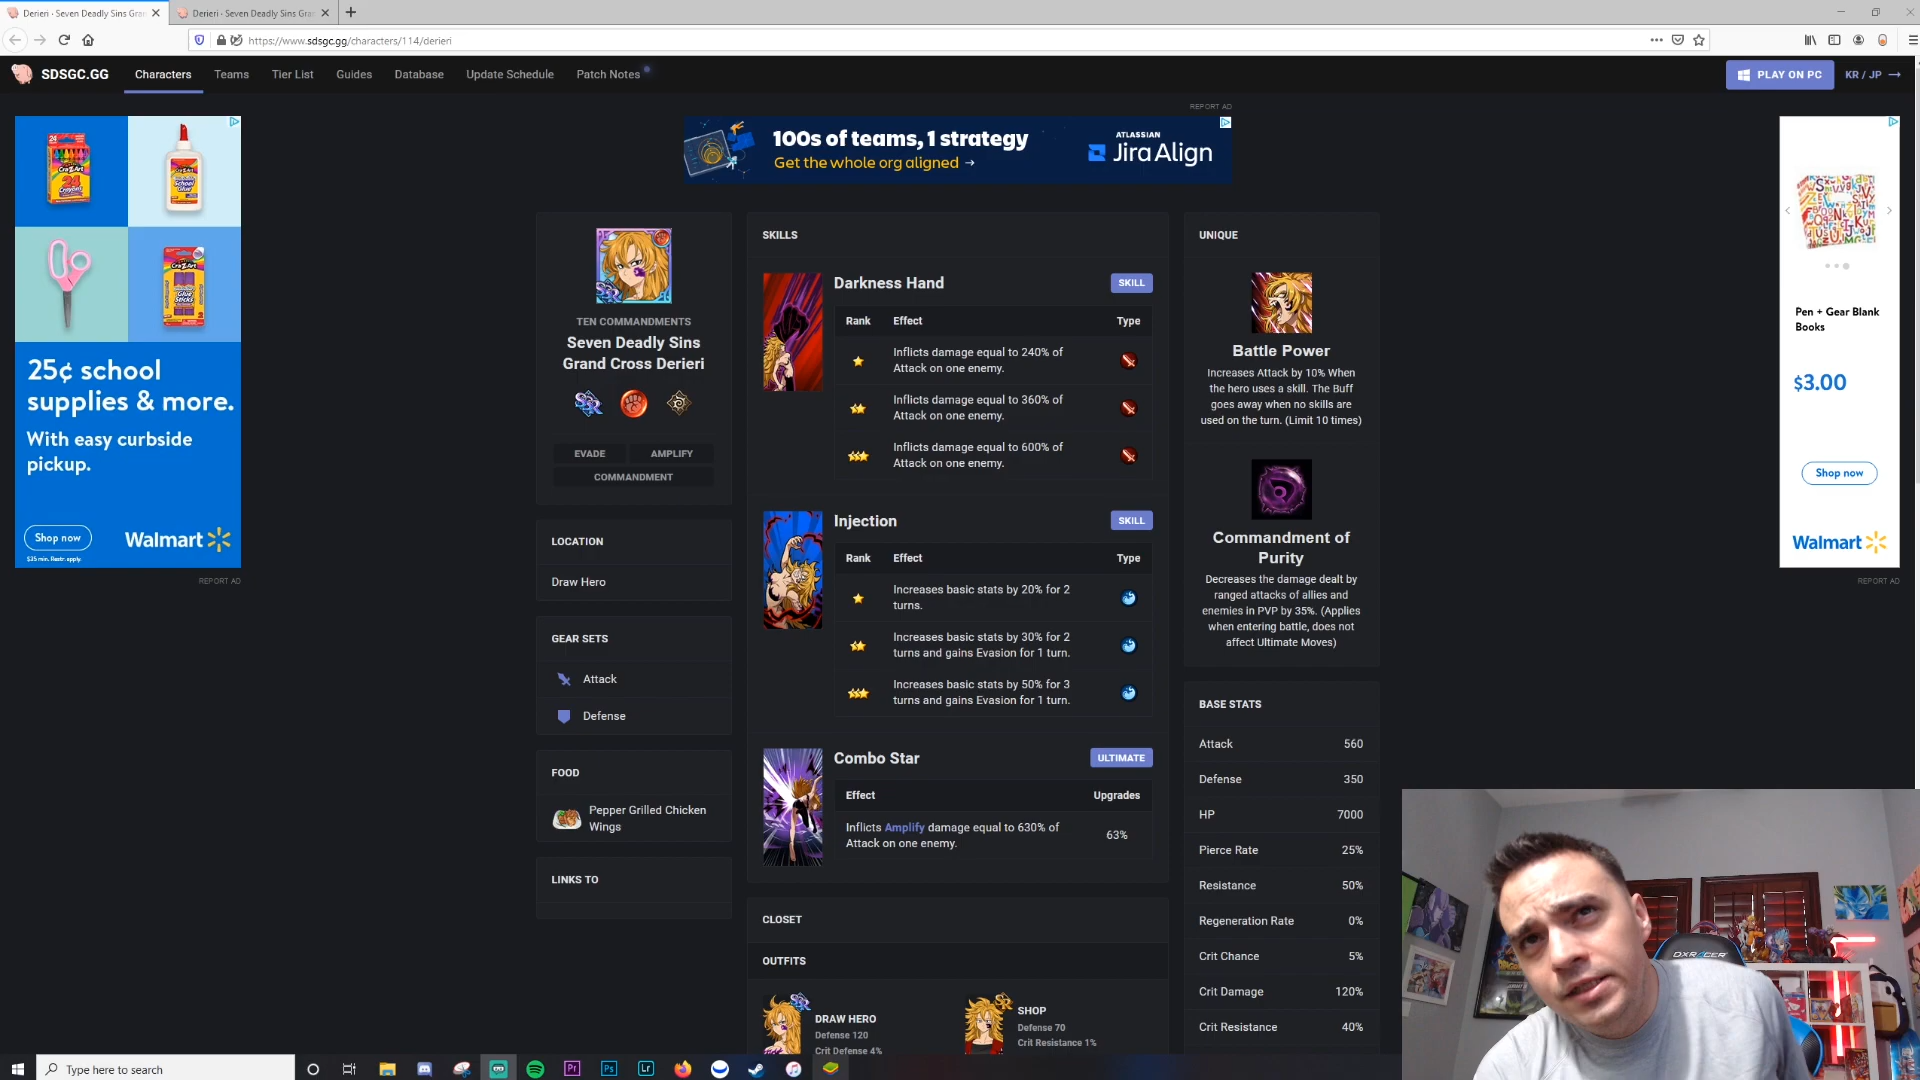 Derieri · Seven Deadly Sins Gran
Derieri · Seven Deadly Sins Gran
https://www.sdsgc.gg/characters/114/derieri
SDSGC.GG
Characters
Teams
Tier List
Guides
Database
Update Schedule
Patch Notes
PLAY ON PC
KR / JP →
REPORT AD
100s of teams, 1 strategy
Get the whole org aligned →
ATLASSIAN
Jira Align
25¢ school
supplies & more.
With easy curbside
pickup.
Shop now
Walmart
$35 min. Restr. apply.
REPORT AD
TEN COMMANDMENTS
Seven Deadly Sins
Grand Cross Derieri
EVADE
AMPLIFY
COMMANDMENT
LOCATION
Draw Hero
GEAR SETS
Attack
Defense
FOOD
Pepper Grilled Chicken
Wings
LINKS TO
SKILLS
Darkness Hand
SKILL
Rank
Effect
Type
Inflicts damage equal to 240% of
Attack on one enemy.
Inflicts damage equal to 360% of
Attack on one enemy.
Inflicts damage equal to 600% of
Attack on one enemy.
Injection
SKILL
Rank
Effect
Type
Increases basic stats by 20% for 2
turns.
Increases basic stats by 30% for 2
turns and gains Evasion for 1 turn.
Increases basic stats by 50% for 3
turns and gains Evasion for 1 turn.
Combo Star
ULTIMATE
Effect
Upgrades
Inflicts Amplify damage equal to 630% of
Attack on one enemy.
63%
CLOSET
OUTFITS
DRAW HERO
Defense 120
Crit Defense 4%
SHOP
Defense 70
Crit Resistance 1%
UNIQUE
Battle Power
Increases Attack by 10% When
the hero uses a skill. The Buff
goes away when no skills are
used on the turn. (Limit 10 times)
Commandment of
Purity
Decreases the damage dealt by
ranged attacks of allies and
enemies in PVP by 35%. (Applies
when entering battle, does not
affect Ultimate Moves)
BASE STATS
Attack 560
Defense 350
HP 7000
Pierce Rate 25%
Resistance 50%
Regeneration Rate 0%
Crit Chance 5%
Crit Damage 120%
Crit Resistance 40%
Pen + Gear Blank
Books
$3.00
Shop now
Walmart
REPORT AD
DXRACER
Type here to search
Pr
Ps
Lr